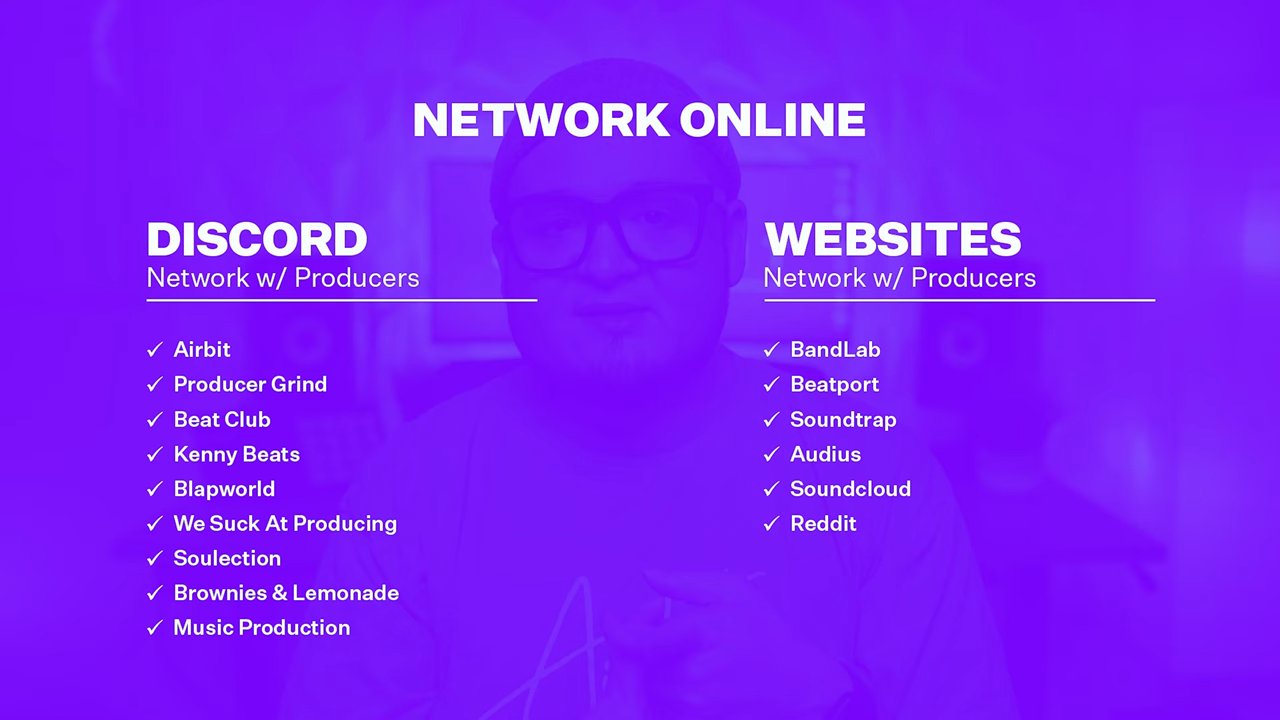 NETWORK ONLINE
DISCORD
Network w/ Producers
✓ Airbit
✓ Producer Grind
✓ Beat Club
✓ Kenny Beats
✓ Blapworld
✓ We Suck At Producing
✓ Soulection
✓ Brownies & Lemonade
✓ Music Production
WEBSITES
Network w/ Producers
✓ BandLab
✓ Beatport
✓ Soundtrap
✓ Audius
✓ Soundcloud
✓ Reddit